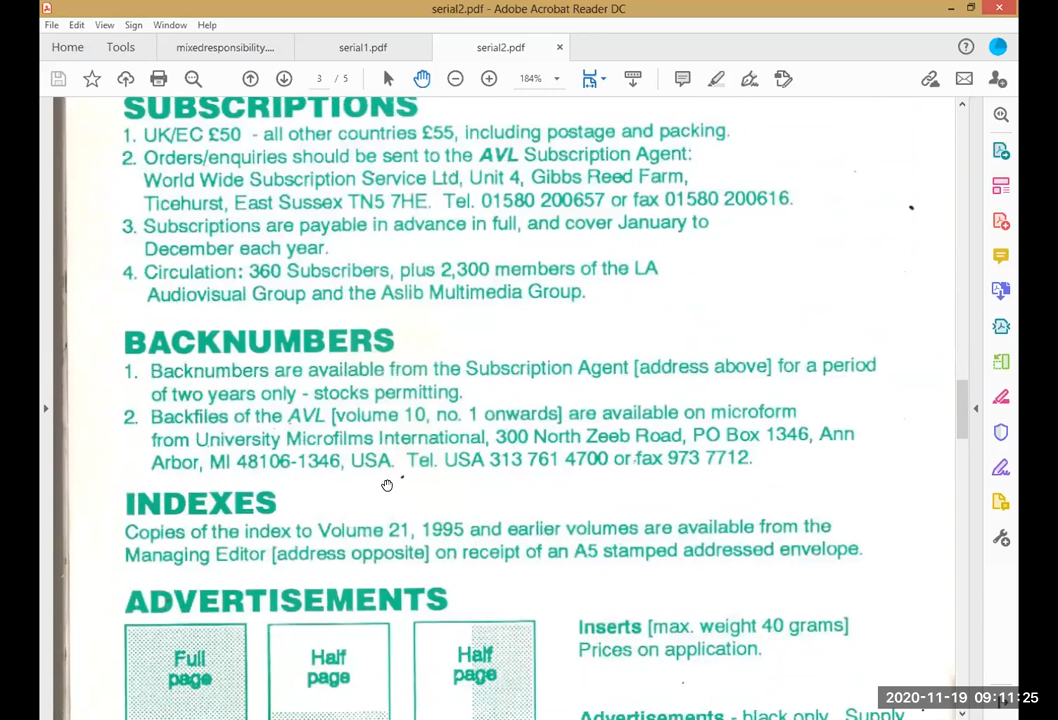 serial2.pdf - Adobe Acrobat Reader DC
File Edit View Sign Window Help
Home Tools mixedresponsibility.... serial1.pdf serial2.pdf
3 / 5 184%
SUBSCRIPTIONS
1. UK/EC £50 - all other countries £55, including postage and packing.
2. Orders/enquiries should be sent to the AVL Subscription Agent:
World Wide Subscription Service Ltd, Unit 4, Gibbs Reed Farm,
Ticehurst, East Sussex TN5 7HE. Tel. 01580 200657 or fax 01580 200616.
3. Subscriptions are payable in advance in full, and cover January to
December each year.
4. Circulation: 360 Subscribers, plus 2,300 members of the LA
Audiovisual Group and the Aslib Multimedia Group.
BACKNUMBERS
1. Backnumbers are available from the Subscription Agent [address above] for a period
of two years only - stocks permitting.
2. Backfiles of the AVL [volume 10, no. 1 onwards] are available on microform
from University Microfilms International, 300 North Zeeb Road, PO Box 1346, Ann
Arbor, MI 48106-1346, USA. Tel. USA 313 761 4700 or fax 973 7712.
INDEXES
Copies of the index to Volume 21, 1995 and earlier volumes are available from the
Managing Editor [address opposite] on receipt of an A5 stamped addressed envelope.
ADVERTISEMENTS
Full
page
Half
page
Half
page
Inserts [max. weight 40 grams]
Prices on application.
Advertisements - black only. Supply
2020-11-19 09:11:25